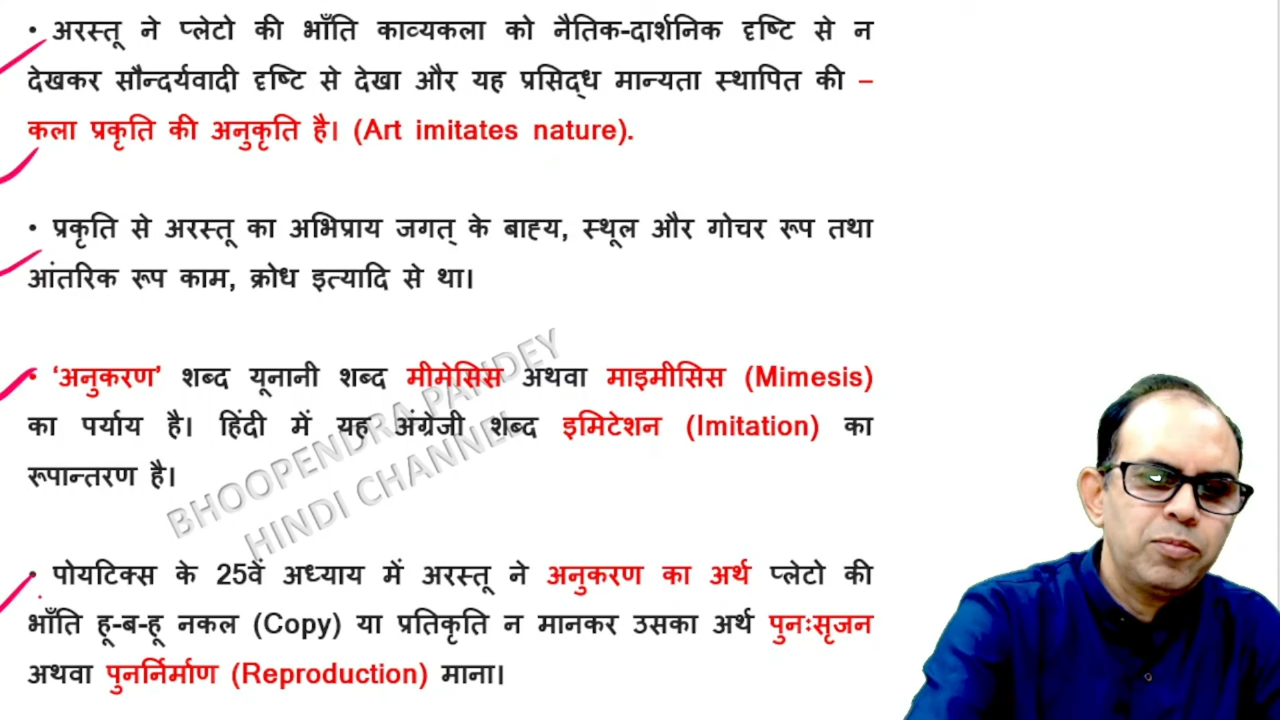 • अरस्तू ने प्लेटो की भाँति काव्यकला को नैतिक-दार्शनिक दृष्टि से न
देखकर सौन्दर्यवादी दृष्टि से देखा और यह प्रसिद्ध मान्यता स्थापित की –
कला प्रकृति की अनुकृति है। (Art imitates nature).
• प्रकृति से अरस्तू का अभिप्राय जगत् के बाह्य, स्थूल और गोचर रूप तथा
आंतरिक रूप काम, क्रोध इत्यादि से था।
• ‘अनुकरण’ शब्द यूनानी शब्द मीमेसिस अथवा माइमीसिस (Mimesis)
का पर्याय है। हिंदी में यह अंग्रेजी शब्द इमिटेशन (Imitation) का
रूपान्तरण है।
• पोयटिक्स के 25वें अध्याय में अरस्तू ने अनुकरण का अर्थ प्लेटो की
भाँति हू-ब-हू नकल (Copy) या प्रतिकृति न मानकर उसका अर्थ पुनःसृजन
अथवा पुनर्निर्माण (Reproduction) माना।
BHOOPENDRA PANDEY
HINDI CHANNEL